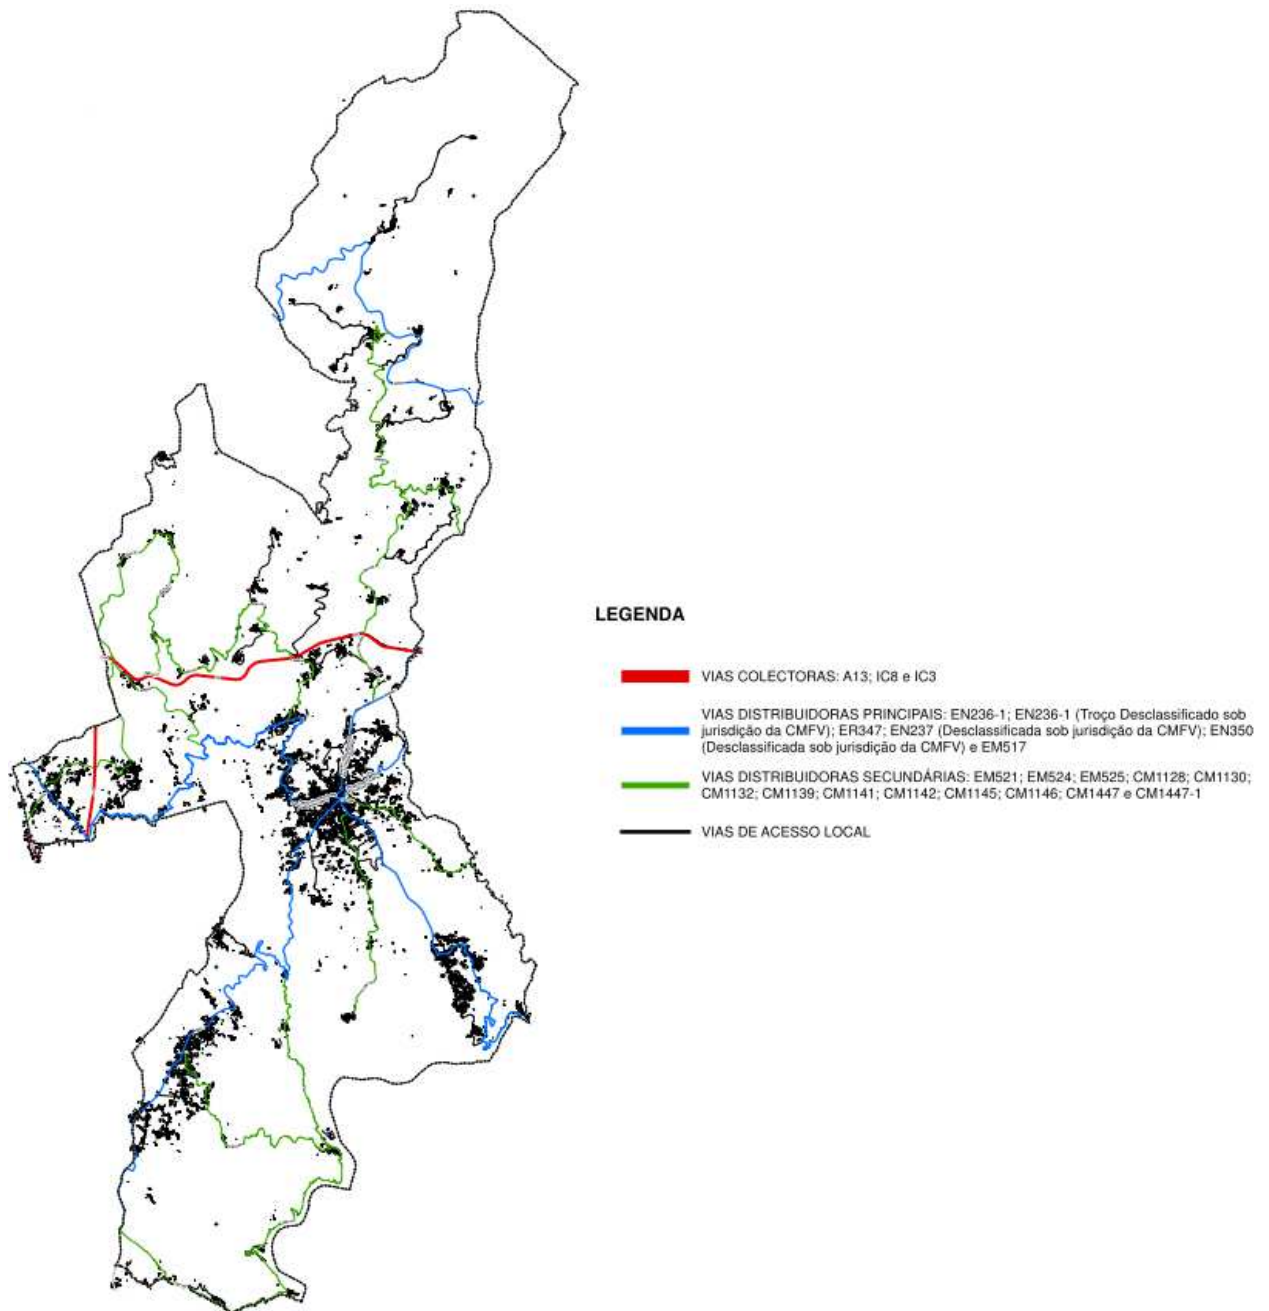 LEGENDA
VIAS COLECTORAS: A13; IC8 e IC3
VIAS DISTRIBUIDORAS PRINCIPAIS: EN236-1; EN236-1 (Troço Desclassificado sob
jurisdição da CMFV); ER347; EN237 (Desclassificada sob jurisdição da CMFV); EN350
(Desclassificada sob jurisdição da CMFV) e EM517
VIAS DISTRIBUIDORAS SECUNDÁRIAS: EM521; EM524; EM525; CM1128; CM1130;
CM1132; CM1139; CM1141; CM1142; CM1145; CM1146; CM1447 e CM1447-1
VIAS DE ACESSO LOCAL